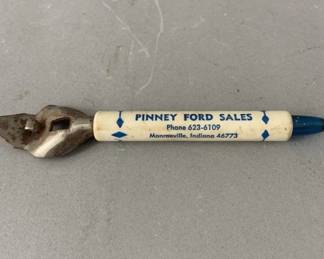 PINNEY FORD SALES
Phone 623-6109
Monroeville, Indiana 46773